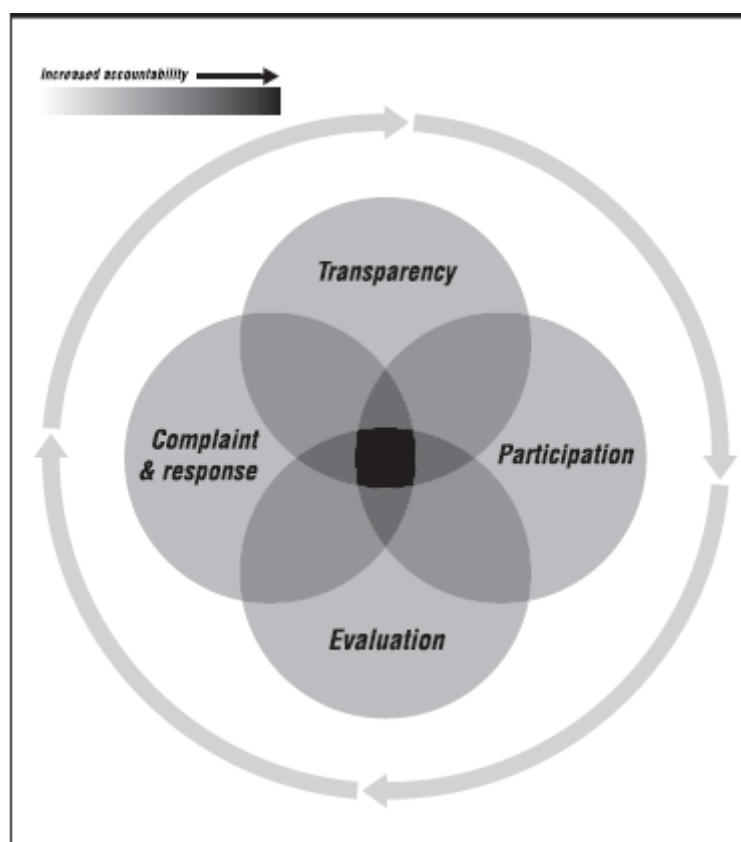 Increased accountability
Transparency
Complaint
& response
Participation
Evaluation